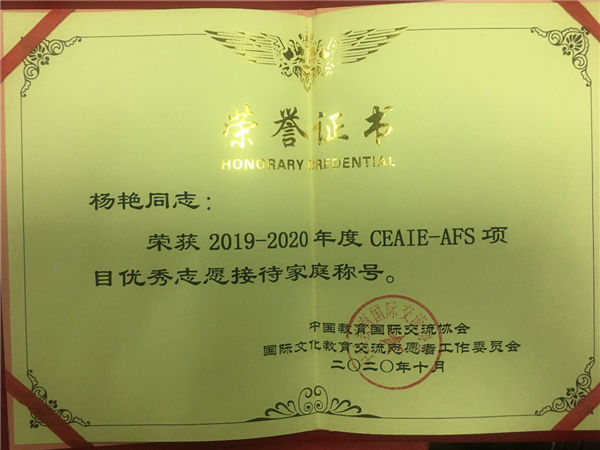 荣誉证书
HONORARY CREDENTIAL
杨艳同志：
荣获 2019-2020 年度 CEAIE-AFS 项
目优秀志愿接待家庭称号。
中国教育国际交流协会
国际文化教育交流志愿者工作委员会
二〇二〇年十月